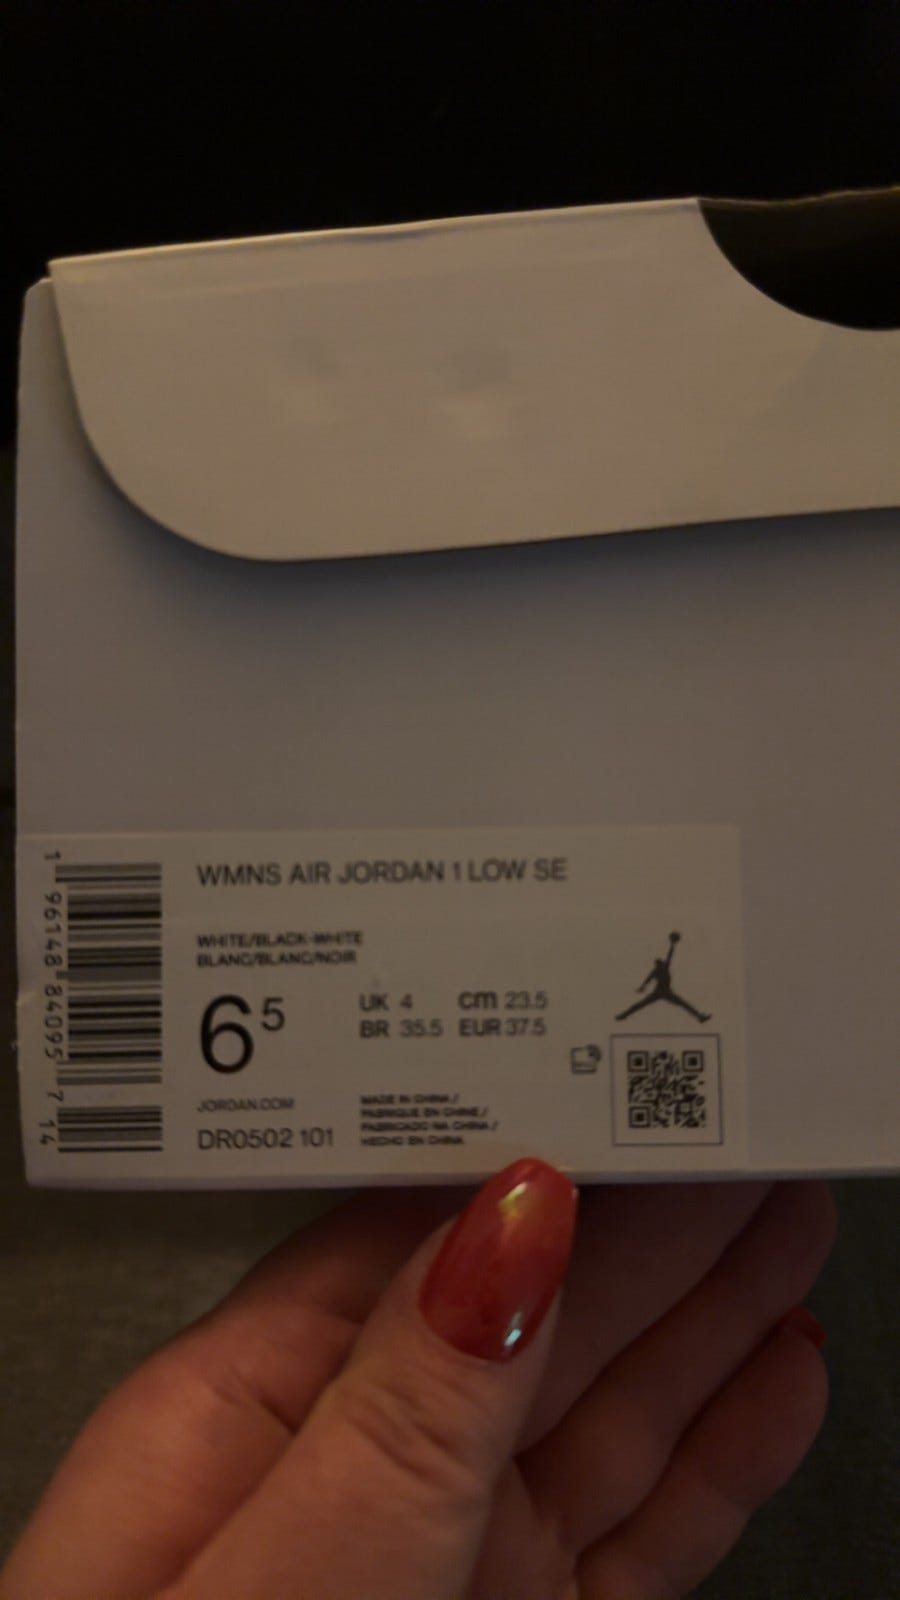 WMNS AIR JORDAN 1 LOW SE
WHITE/BLACK-WHITE
BLANC/BLANC/NOIR
6 5
UK 4 cm 23.5
BR 35.5 EUR 37.5
JORDAN.COM
DR0502 101
MADE IN CHINA /
FABRIQUE EN CHINE /
FABRICADO NA CHINA /
HECHO EN CHINA
1 96148 84095 7 14